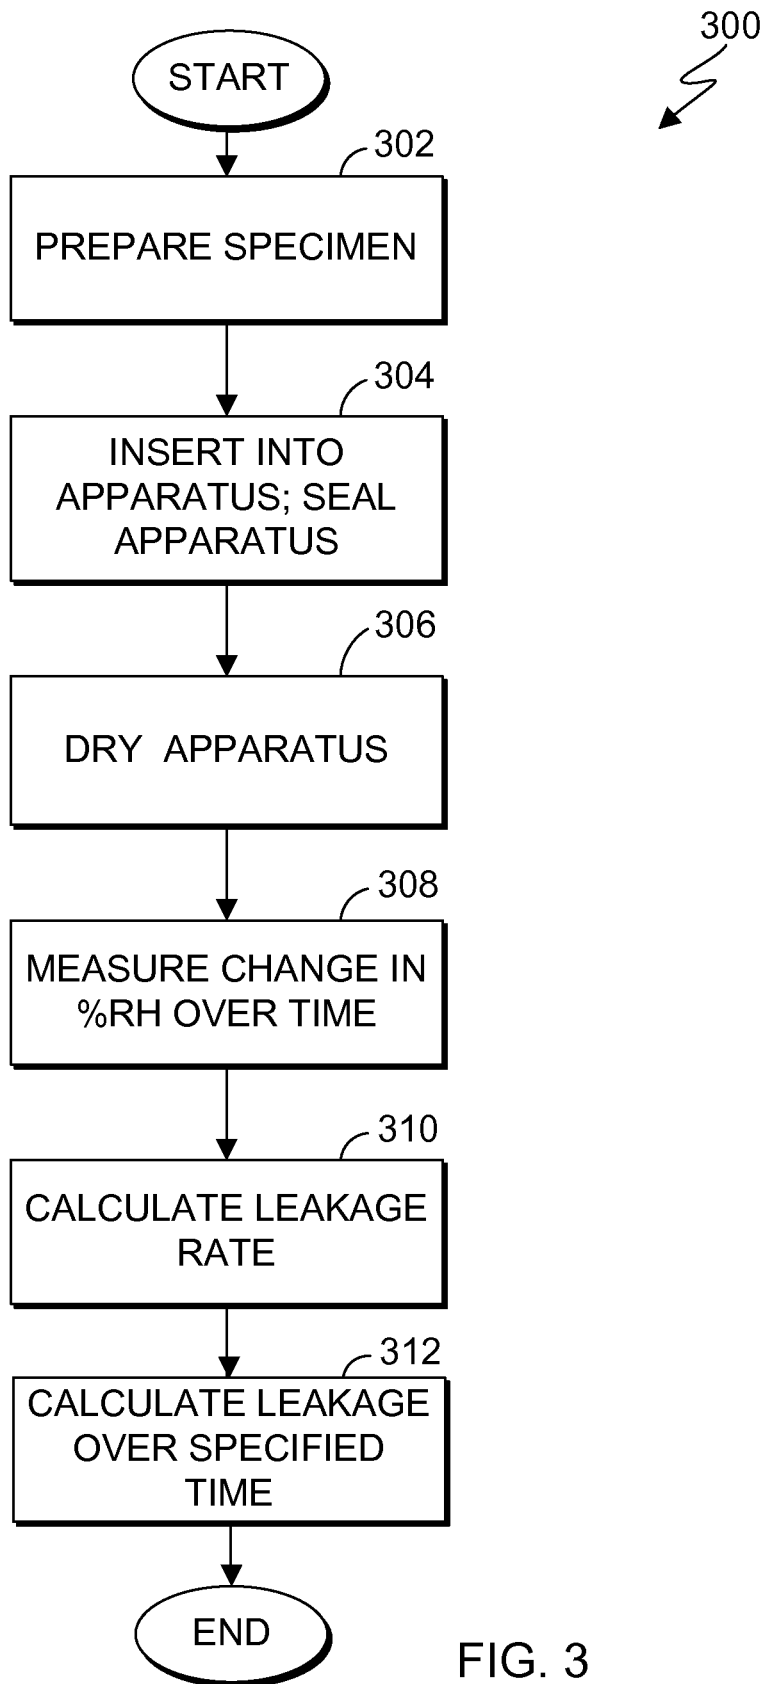 300
START
302
PREPARE SPECIMEN
304
INSERT INTO
APPARATUS; SEAL
APPARATUS
306
DRY APPARATUS
308
MEASURE CHANGE IN
%RH OVER TIME
310
CALCULATE LEAKAGE
RATE
312
CALCULATE LEAKAGE
OVER SPECIFIED
TIME
END
FIG. 3